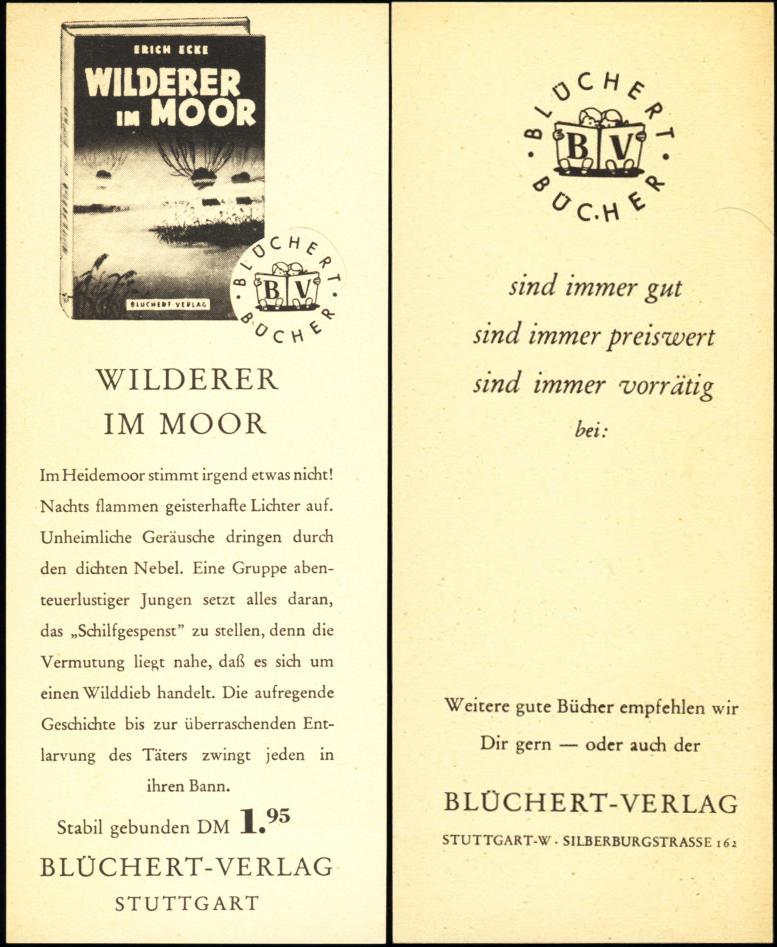 ERICH ECKE
WILDERER
IM MOOR
BLÜCHERT VERLAG
BLÜCHERT
B V
BÜCHER
WILDERER
IM MOOR
Im Heidemoor stimmt irgend etwas nicht!
Nachts flammen geisterhafte Lichter auf.
Unheimliche Geräusche dringen durch
den dichten Nebel. Eine Gruppe aben-
teuerlustiger Jungen setzt alles daran,
das „Schilfgespenst” zu stellen, denn die
Vermutung liegt nahe, daß es sich um
einen Wilddieb handelt. Die aufregende
Geschichte bis zur überraschenden Ent-
larvung des Täters zwingt jeden in
ihren Bann.
Stabil gebunden DM 1.95
BLÜCHERT-VERLAG
STUTTGART
BLÜCHERT
B V
BÜCHER
sind immer gut
sind immer preiswert
sind immer vorrätig
bei:
Weitere gute Bücher empfehlen wir
Dir gern — oder auch der
BLÜCHERT-VERLAG
STUTTGART-W · SILBERBURGSTRASSE 162